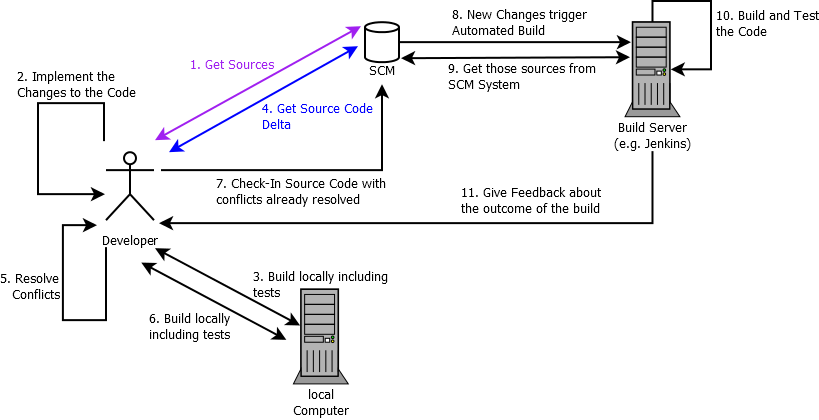 8. New Changes trigger
Automated Build
10. Build and Test
the Code
1. Get Sources
SCM
9. Get those sources from
SCM System
2. Implement the
Changes to the Code
4. Get Source Code
Delta
Build Server
(e.g. Jenkins)
7. Check-In Source Code with
conflicts already resolved
11. Give Feedback about
the outcome of the build
Developer
5. Resolve
Conflicts
3. Build locally including
tests
6. Build locally
including tests
local
Computer